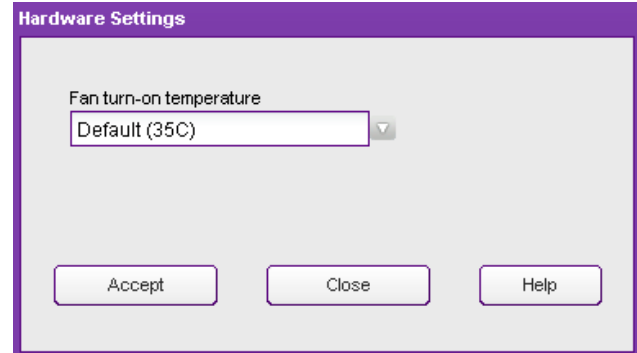 Hardware Settings
Fan turn-on temperature
Default (35C)
Accept
Close
Help